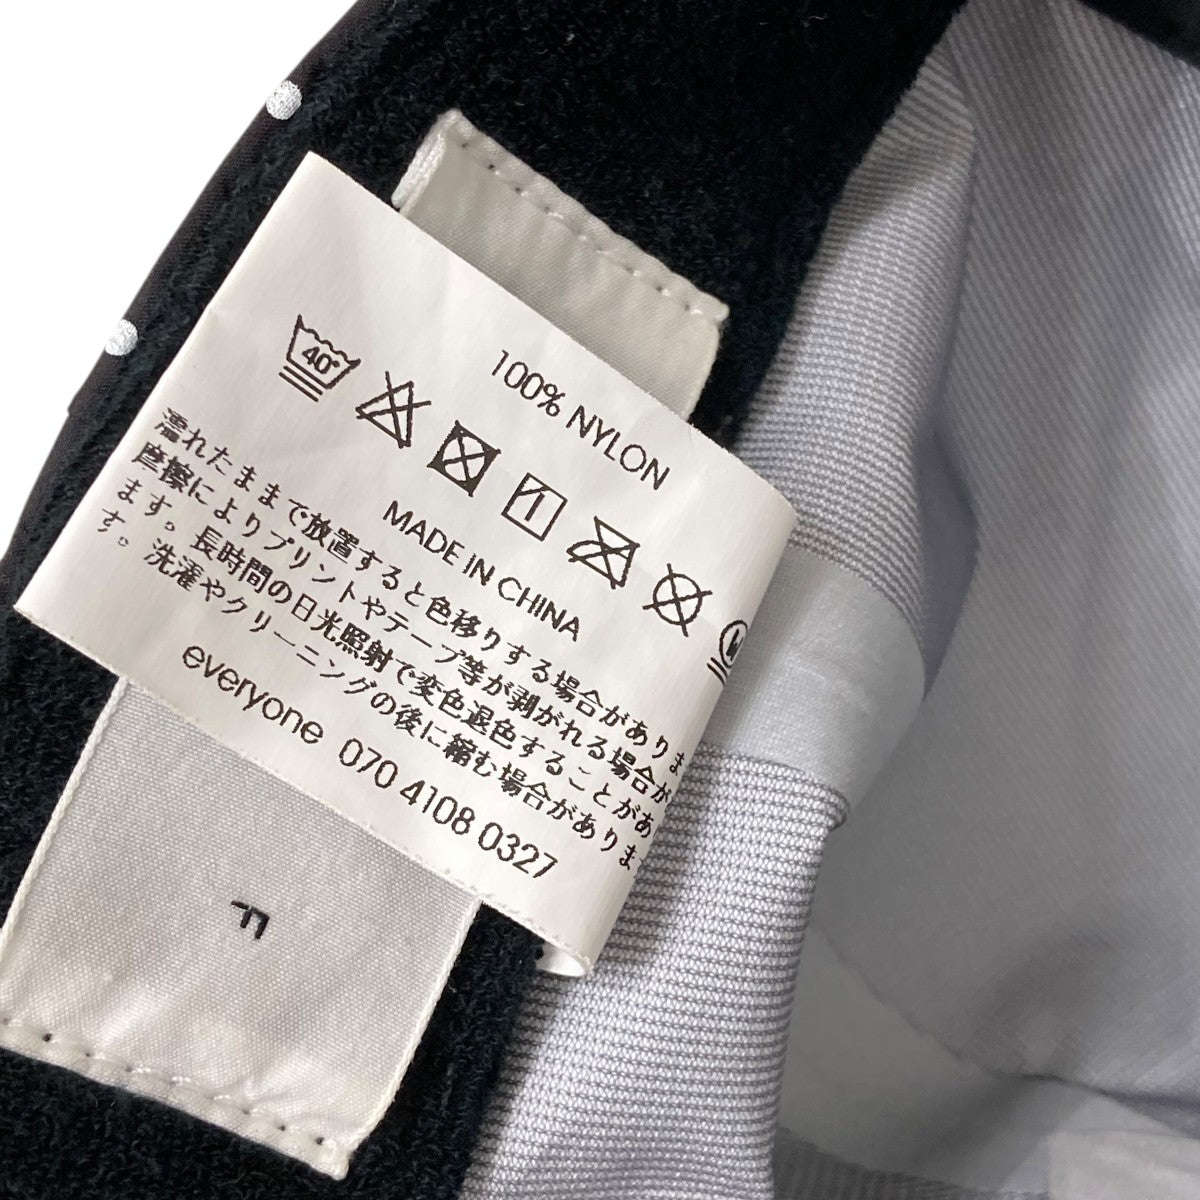 100% NYLON
40°
MADE IN CHINA
濡れたままで放置すると色移りする場合がありま
摩擦によりプリントやテープ等が剥がれる場合が
ます。長時間の日光照射で変色退色することがあ
す。洗濯やクリーニングの後に縮む場合があります
everyone 070 4108 0327
F